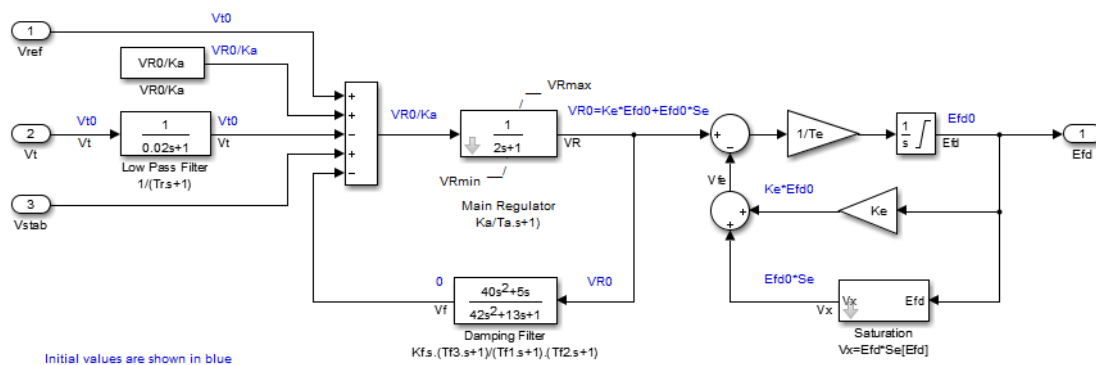 Vt0
1
Vref
VR0/Ka
VR0/Ka
VR0/Ka
Vt0
2
Vt
Vt
1
0.02s+1
Vt0
Vt
Low Pass Filter
1/(Tr.s+1)
3
Vstab
+
+
−
+
−
VR0/Ka
VRmax
1
2s+1
VRmin
Main Regulator
Ka/Ta.s+1)
VR0=Ke*Efd0+Efd0*Se
VR
−
1/Te
1
s
Efd0
Efd
1
Efd
Vfe
Ke*Efd0
+
+
Ke
Efd0*Se
Vx
Vx
Efd
Saturation
Vx=Efd*Se[Efd]
0
Vf
40s²+5s
42s²+13s+1
VR0
Damping Filter
Kf.s.(Tf3.s+1)/(Tf1.s+1).(Tf2.s+1)
Initial values are shown in blue